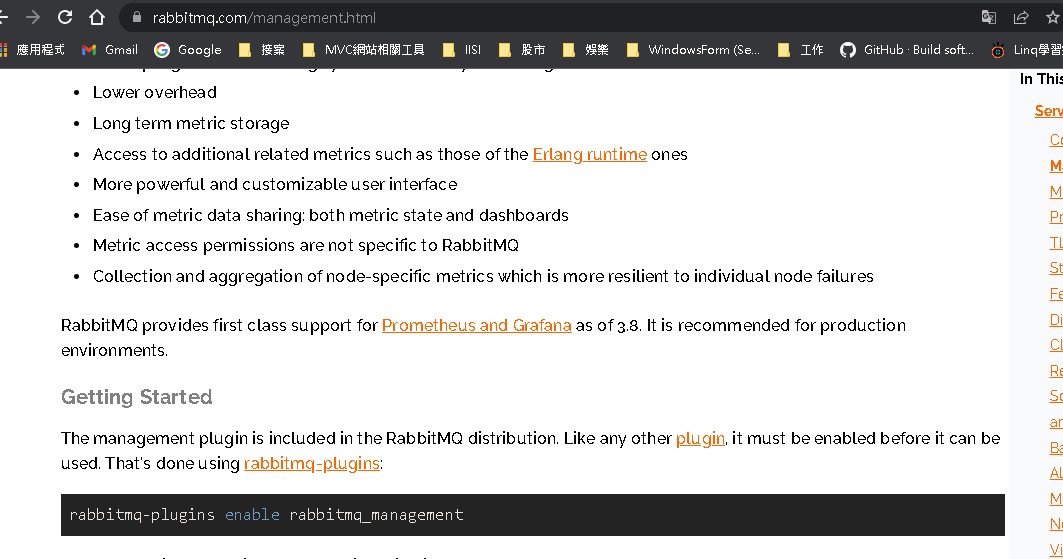 rabbitmq.com/management.html
應用程式 Gmail Google 接案 MVC網站相關工具 IISI 股市 娛樂 WindowsForm (Se... 工作 GitHub · Build soft... Linq學習
Lower overhead
Long term metric storage
Access to additional related metrics such as those of the Erlang runtime ones
More powerful and customizable user interface
Ease of metric data sharing: both metric state and dashboards
Metric access permissions are not specific to RabbitMQ
Collection and aggregation of node-specific metrics which is more resilient to individual node failures
RabbitMQ provides first class support for Prometheus and Grafana as of 3.8. It is recommended for production
environments.
Getting Started
The management plugin is included in the RabbitMQ distribution. Like any other plugin, it must be enabled before it can be
used. That's done using rabbitmq-plugins:
rabbitmq-plugins enable rabbitmq_management
In This
Serv
Co
M
Pr
TL
St
Fe
Di
Cl
Re
So
ar
Ba
AL
M
No
Vi